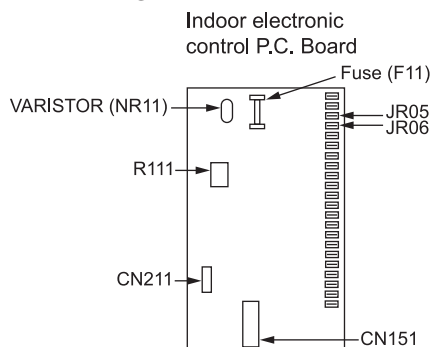 Indoor electronic
control P.C. Board
Fuse (F11)
VARISTOR (NR11)
JR05
JR06
R111
CN211
CN151